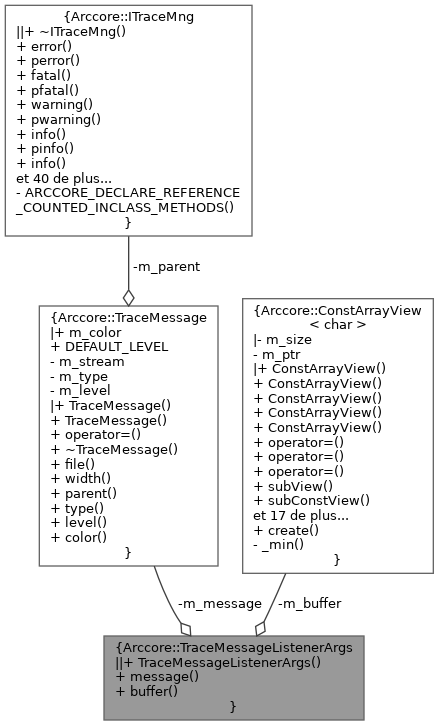 {Arccore::ITraceMng
||+ ~ITraceMng()
+ error()
+ perror()
+ fatal()
+ pfatal()
+ warning()
+ pwarning()
+ info()
+ pinfo()
+ info()
et 40 de plus...
- ARCCORE_DECLARE_REFERENCE
_COUNTED_INCLASS_METHODS()
}
-m_parent
{Arccore::TraceMessage
|+ m_color
+ DEFAULT_LEVEL
- m_stream
- m_type
- m_level
|+ TraceMessage()
+ TraceMessage()
+ operator=()
+ ~TraceMessage()
+ file()
+ width()
+ parent()
+ type()
+ level()
+ color()
}
{Arccore::ConstArrayView
< char >
|- m_size
- m_ptr
|+ ConstArrayView()
+ ConstArrayView()
+ ConstArrayView()
+ ConstArrayView()
+ ConstArrayView()
+ operator=()
+ operator=()
+ operator=()
+ subView()
+ subConstView()
et 17 de plus...
+ create()
- _min()
}
-m_message
-m_buffer
{Arccore::TraceMessageListenerArgs
||+ TraceMessageListenerArgs()
+ message()
+ buffer()
}